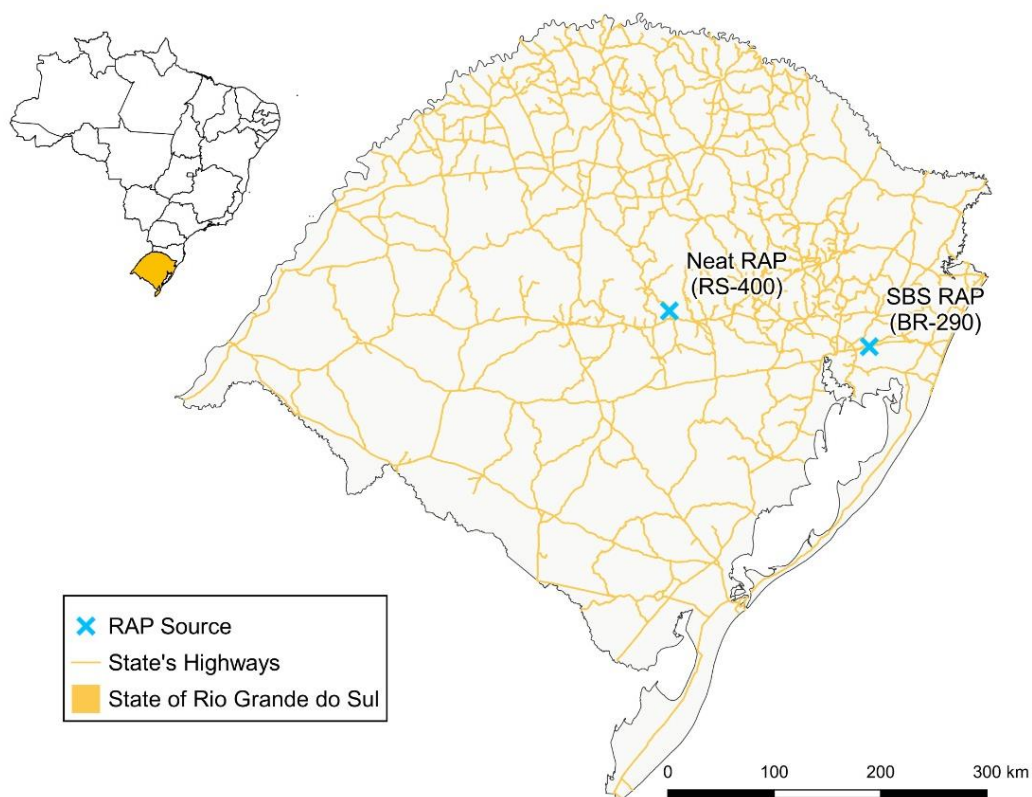 Neat RAP
(RS-400)
SBS RAP
(BR-290)
RAP Source
State's Highways
State of Rio Grande do Sul
0 100 200 300 km